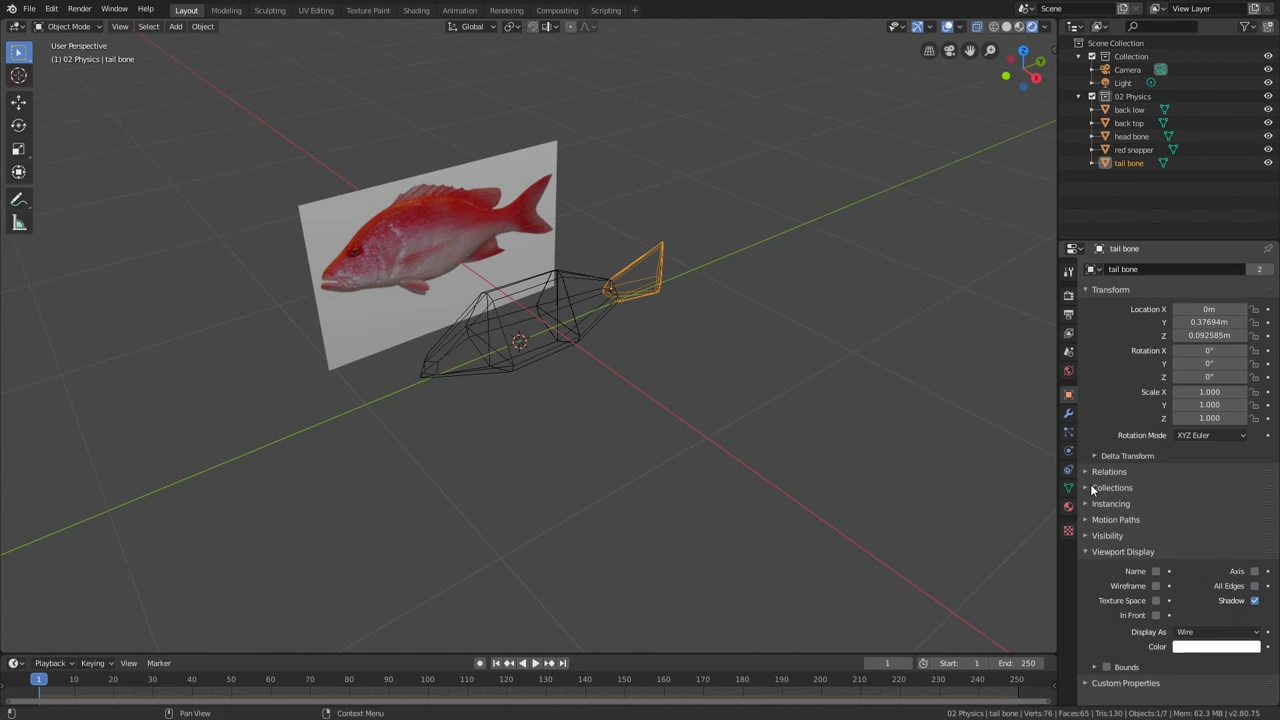 File Edit Render Window Help Layout Modeling Sculpting UV Editing Texture Paint Shading Animation Rendering Compositing Scripting + Scene View Layer
Object Mode View Select Add Object Global
User Perspective
(1) 02 Physics | tail bone
Z
Y
X
Scene Collection
Collection
Camera
Light
02 Physics
back low
back top
head bone
red snapper
tail bone
tail bone
tail bone 2
Transform
Location X 0m
Y 0.37694m
Z 0.092585m
Rotation X 0°
Y 0°
Z 0°
Scale X 1.000
Y 1.000
Z 1.000
Rotation Mode XYZ Euler
Delta Transform
Relations
Collections
Instancing
Motion Paths
Visibility
Viewport Display
Name Axis
Wireframe All Edges
Texture Space Shadow
In Front
Display As Wire
Color
Bounds
Custom Properties
Playback Keying View Marker 1 Start: 1 End: 250
1 10 20 30 40 50 60 70 80 90 100 110 120 130 140 150 160 170 180 190 200 210 220 230 240 250
Pan View Context Menu 02 Physics | tail bone | Verts:76 | Faces:65 | Tris:130 | Objects:1/7 | Mem: 62.3 MB | v2.80.75